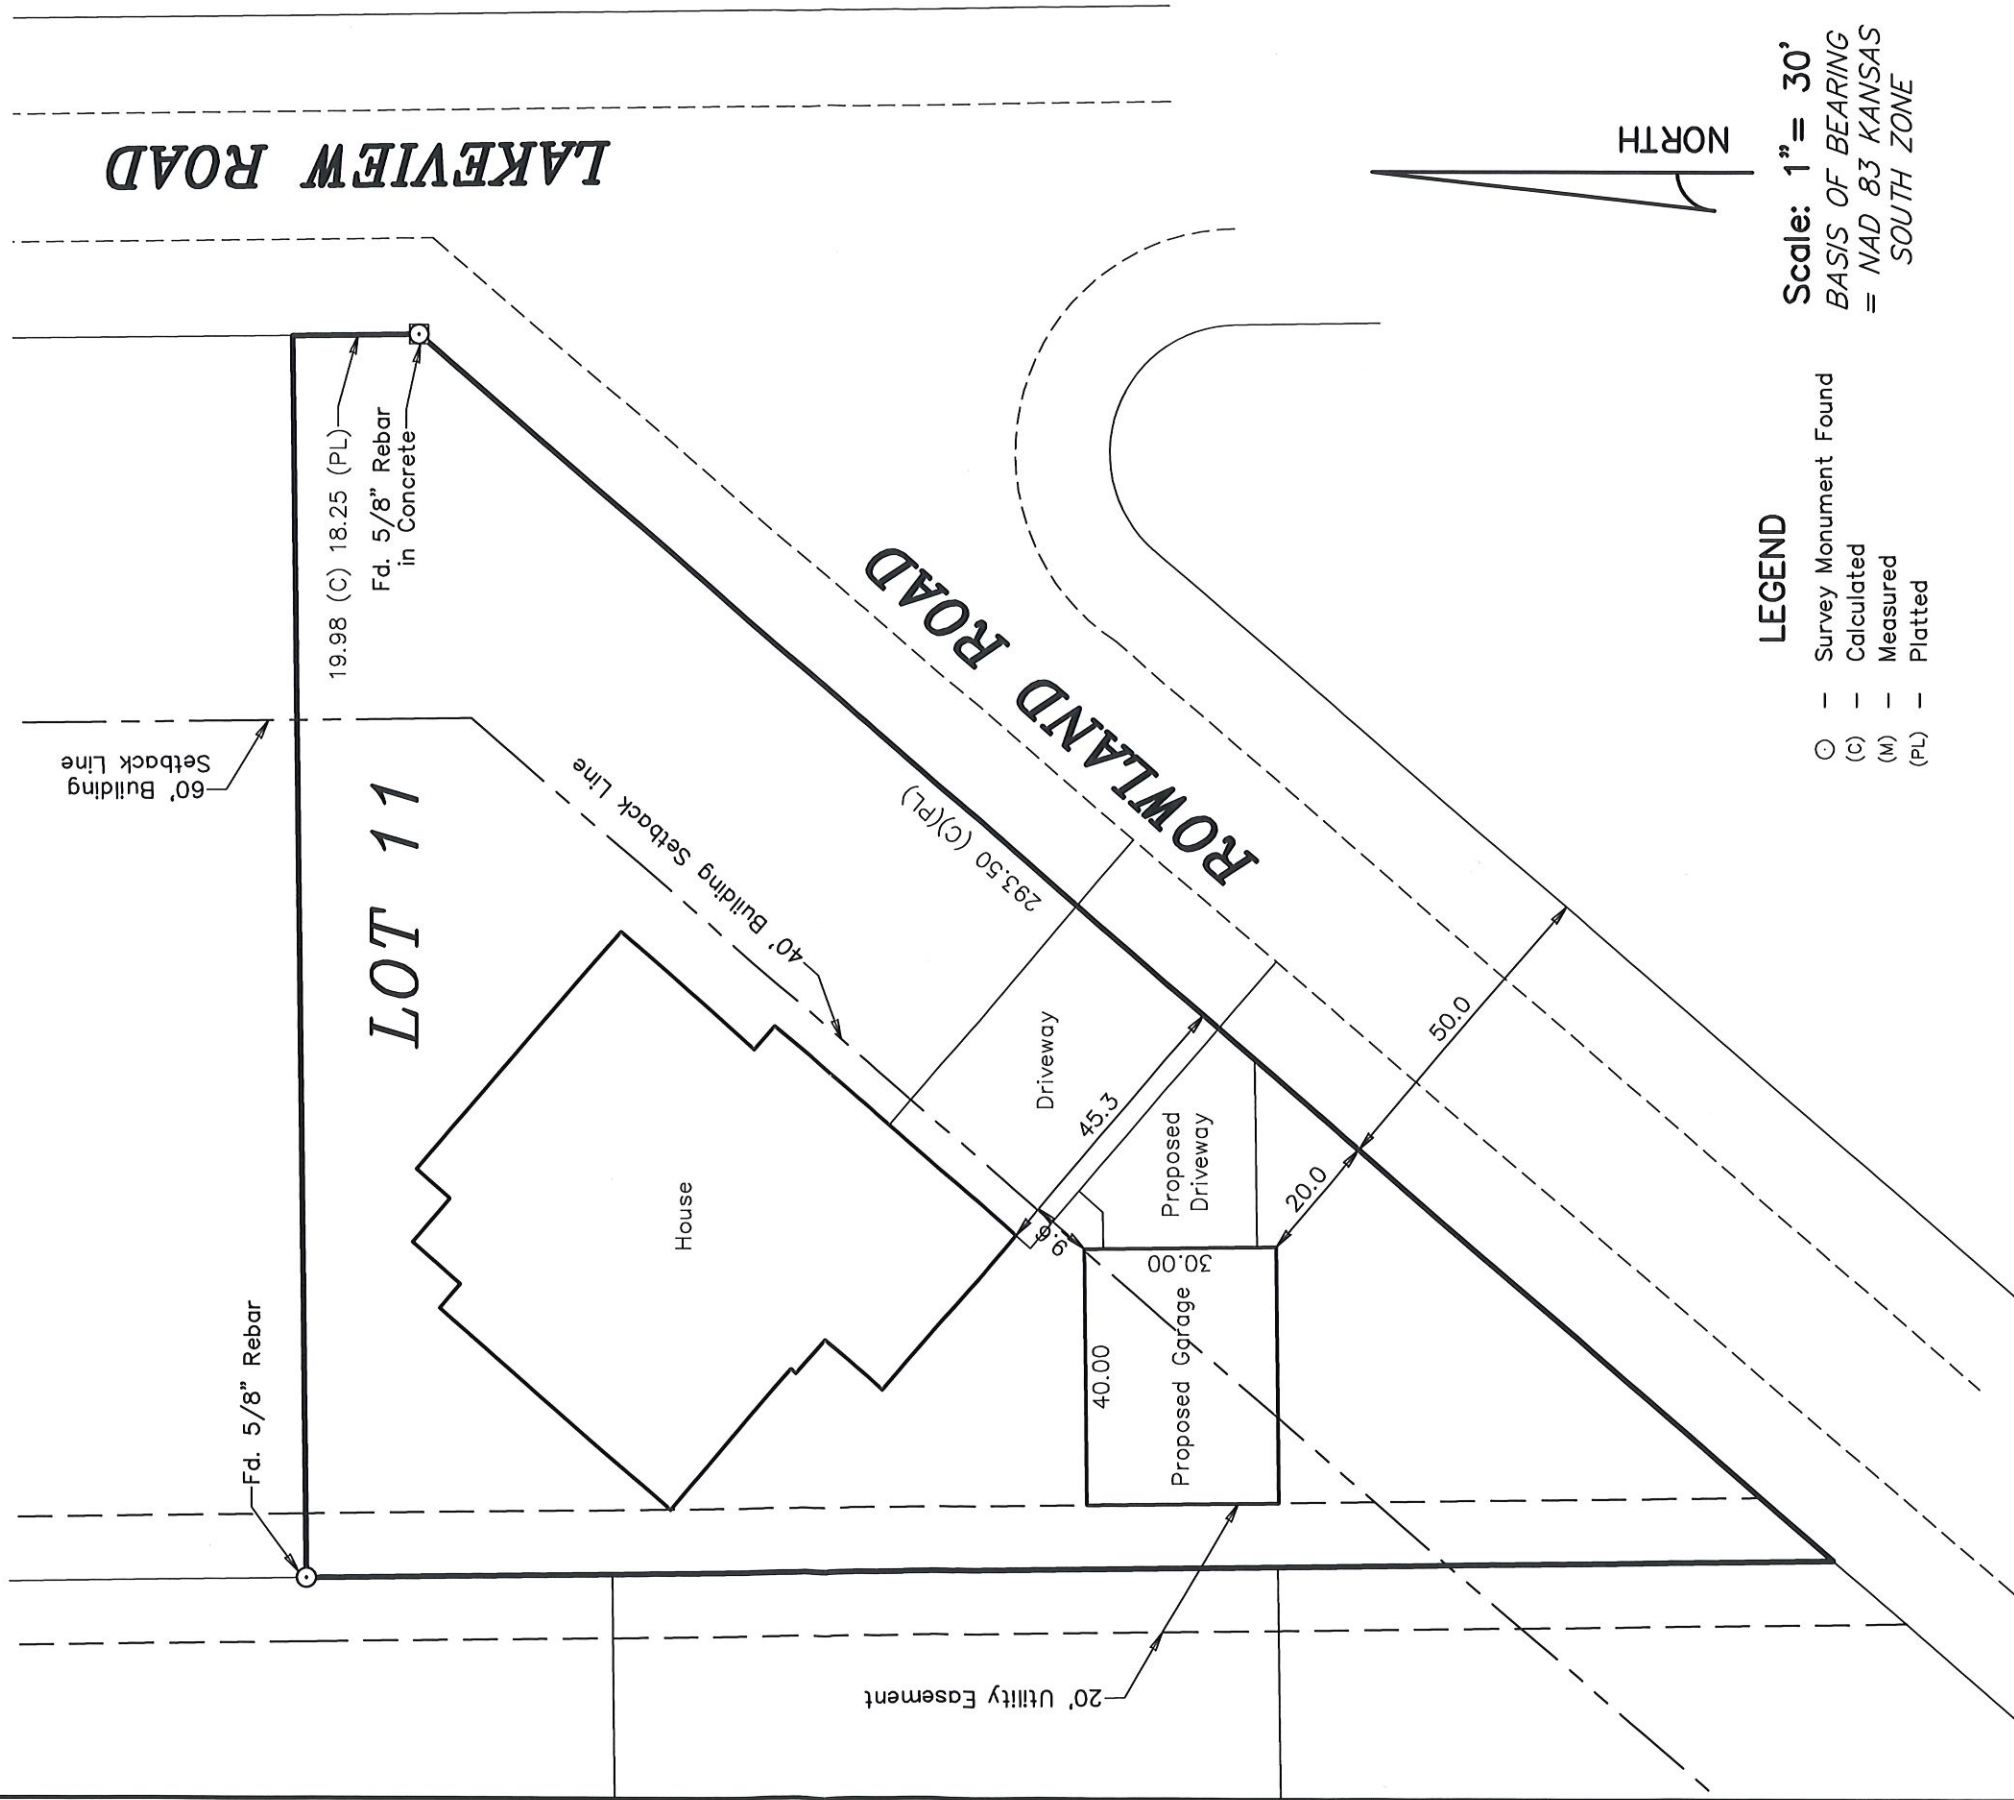 LAKEVIEW ROAD
NORTH
Scale: 1"= 30'
BASIS OF BEARING
= NAD 83 KANSAS
SOUTH ZONE
19.98 (C) 18.25 (PL)
Fd. 5/8" Rebar
in Concrete
60' Building
Setback Line
LOT 11
40' Building Setback Line
293.50 (C)(PL)
ROWLAND ROAD
LEGEND
Survey Monument Found
(C) - Calculated
(M) - Measured
(PL) - Platted
House
Driveway
45.3
Proposed
Driveway
9.9
20.0
50.0
30.00
40.00
Proposed Garage
Fd. 5/8" Rebar
20' Utility Easement